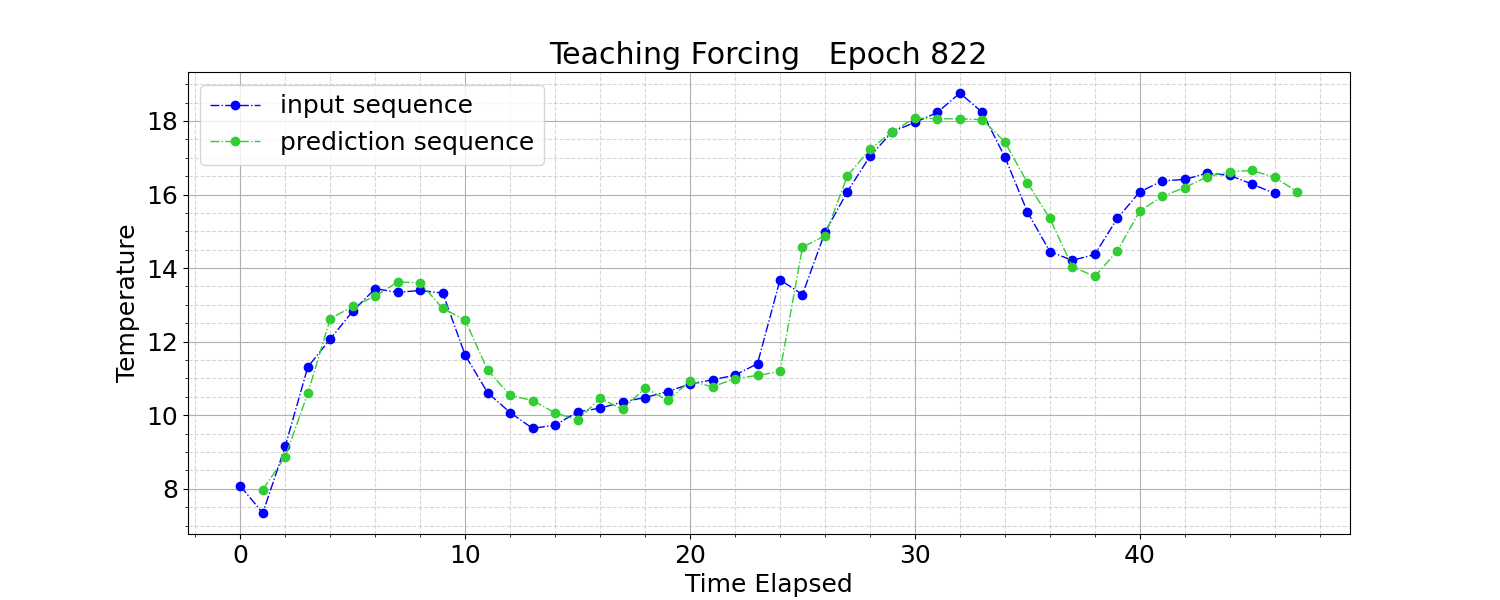 Teaching Forcing   Epoch 822
input sequence
prediction sequence
18
16
14
12
10
8
Temperature
0 10 20 30 40
Time Elapsed